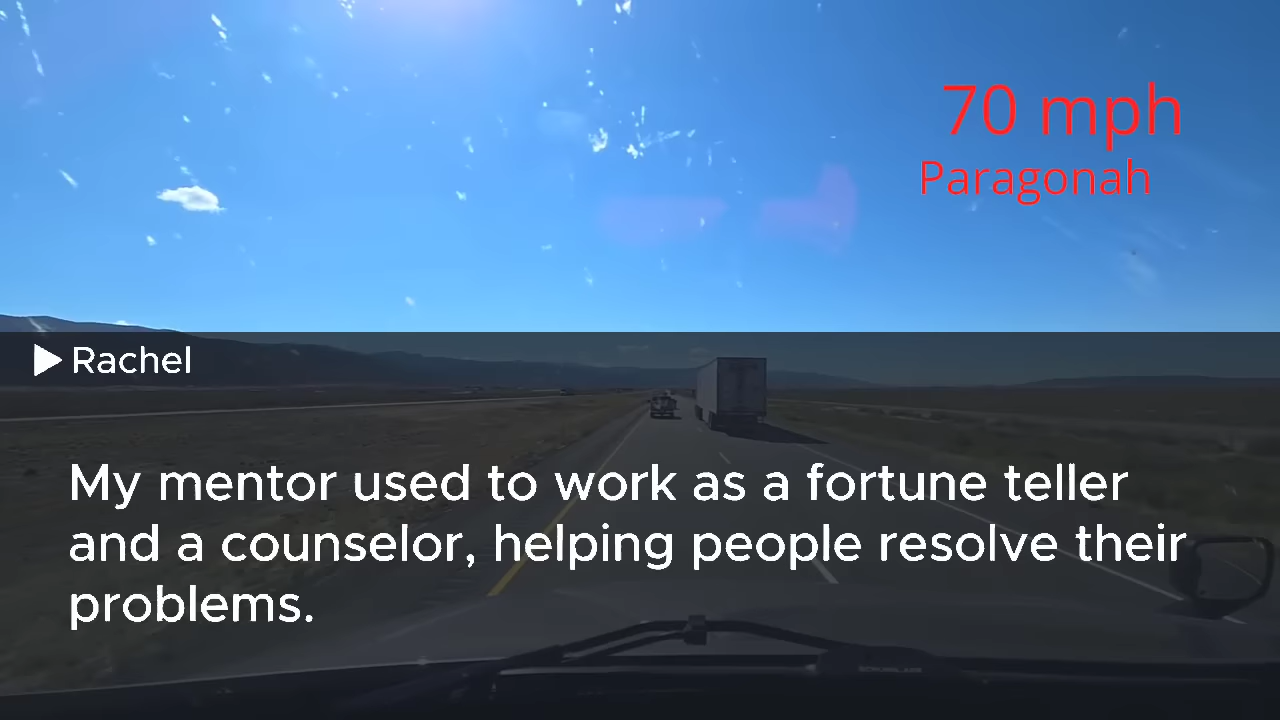 70 mph
Paragonah
Rachel
My mentor used to work as a fortune teller
and a counselor, helping people resolve their
problems.